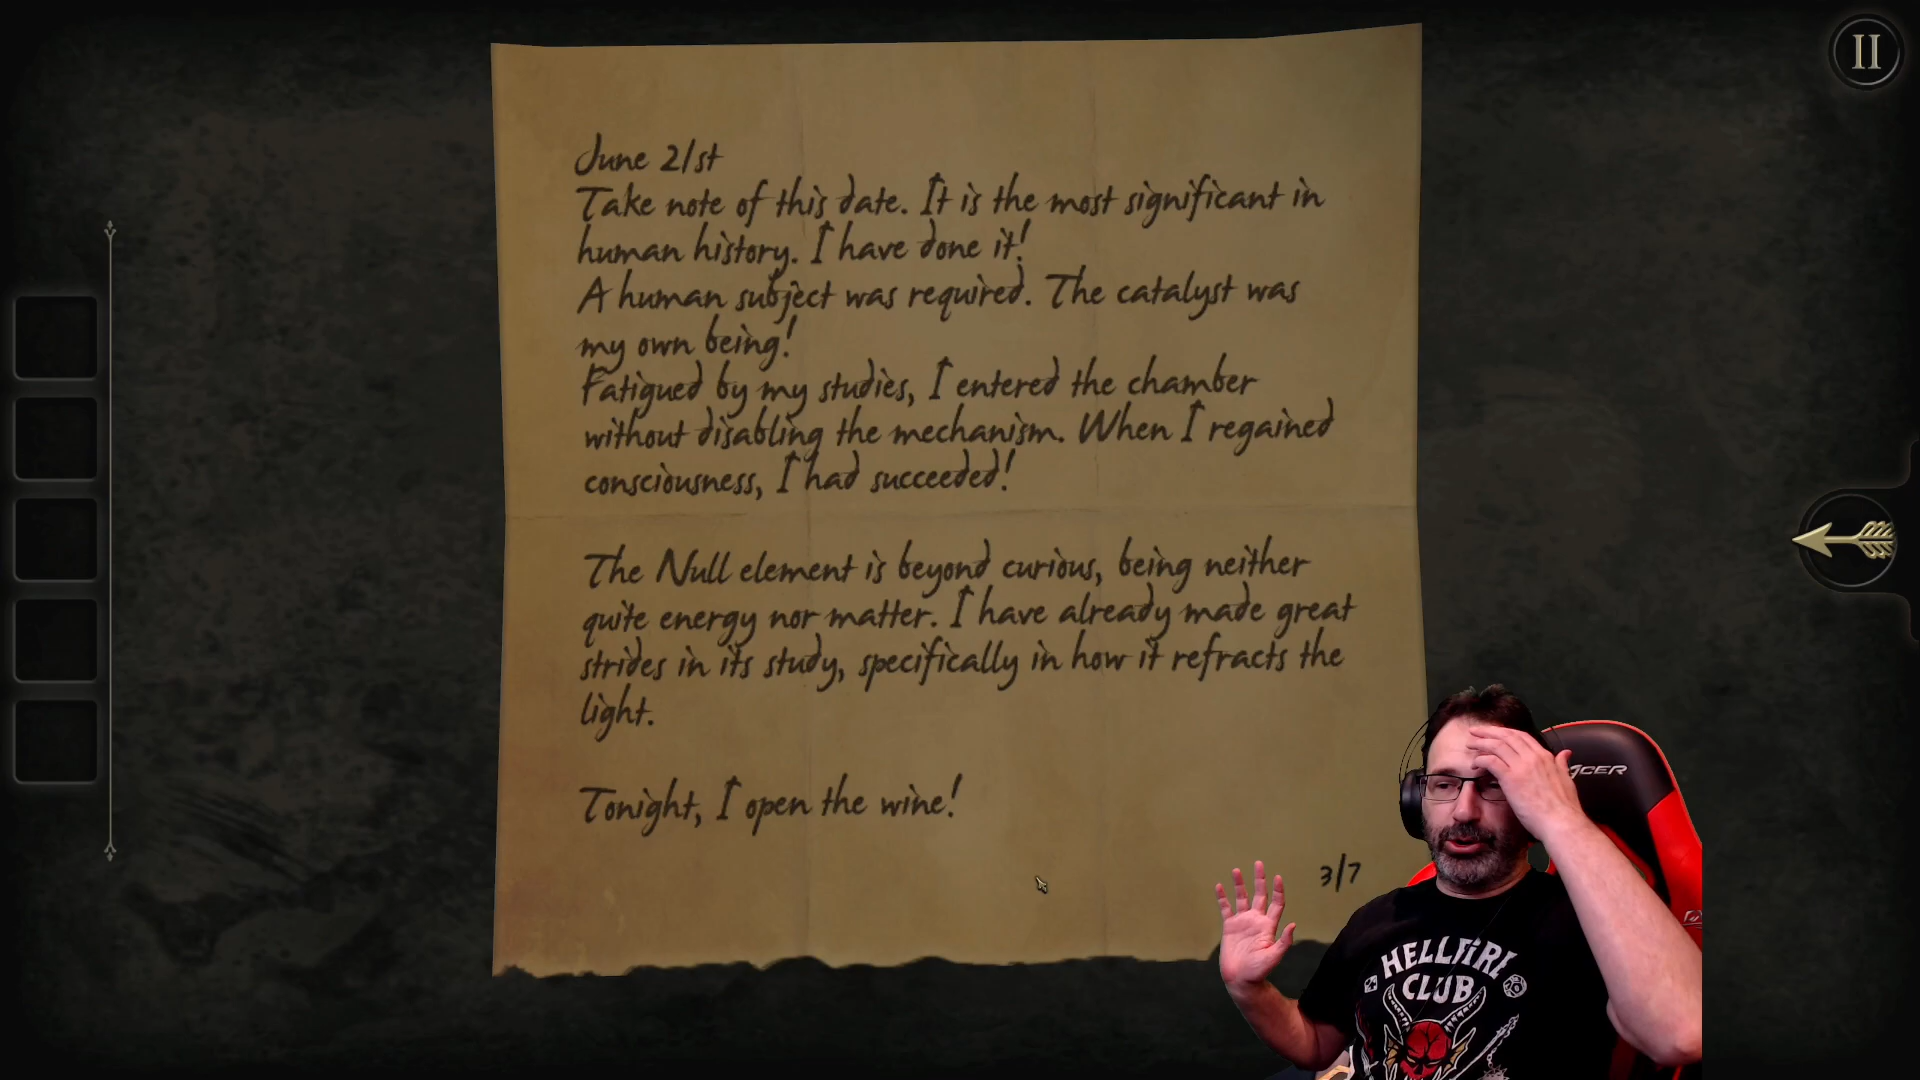 June 21st
Take note of this date. It is the most significant in
human history. I have done it!
A human subject was required. The catalyst was
my own being!
Fatigued by my studies, I entered the chamber
without disabling the mechanism. When I regained
consciousness, I had succeeded!
The Null element is beyond curious, being neither
quite energy nor matter. I have already made great
strides in its study, specifically in how it refracts the
light.
Tonight, I open the wine!
3/7
HELLFIRE
CLUB